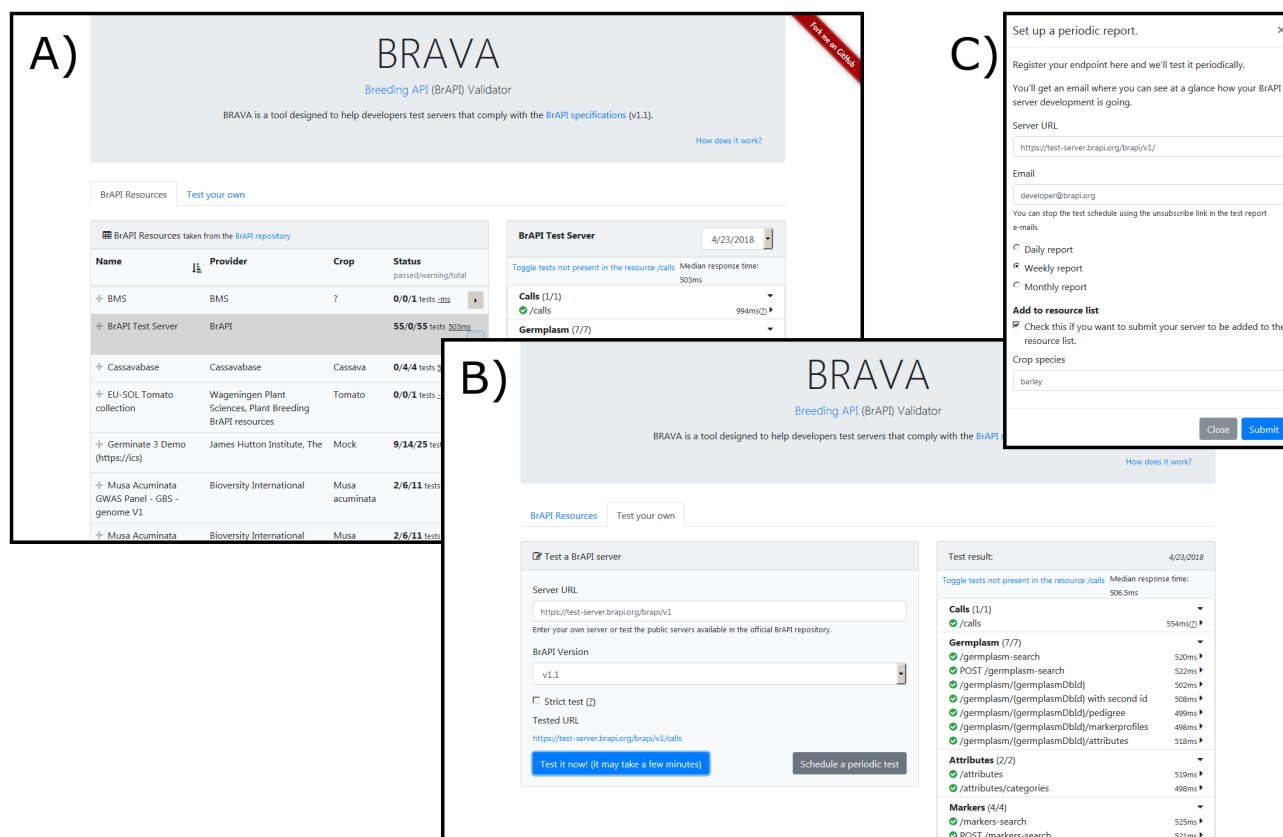 A)
BRAVA
Fork me on GitHub
Breeding API (BrAPI) Validator
BRAVA is a tool designed to help developers test servers that comply with the BrAPI specifications (v1.1).
How does it work?
BrAPI Resources Test your own
BrAPI Resources taken from the BrAPI repository
Name Provider Crop Status
passed/warning/total
BMS BMS ? 0/0/1 tests -ms
BrAPI Test Server BrAPI 55/0/55 tests 503ms
Cassavabase Cassavabase Cassava 0/4/4 tests
EU-SOL Tomato Wageningen Plant Tomato 0/0/1 tests
collection Sciences, Plant Breeding
BrAPI resources
Germinate 3 Demo James Hutton Institute, The Mock 9/14/25
(https://ics)
Musa Acuminata Bioversity International Musa 2/6/11 tests
GWAS Panel - GBS - acuminata
genome V1
Musa Acuminata Bioversity International Musa 2/6/11 tests
BrAPI Test Server 4/23/2018
Toggle tests not present in the resource /calls Median response time:
503ms
Calls (1/1)
/calls 994ms(?)
Germplasm (7/7)
B)
BRAVA
Breeding API (BrAPI) Validator
BRAVA is a tool designed to help developers test servers that comply with the BrAPI
How does it work?
BrAPI Resources Test your own
Test a BrAPI server
Server URL
https://test-server.brapi.org/brapi/v1
Enter your own server or test the public servers available in the official BrAPI repository.
BrAPI Version
v1.1
Strict test (?)
Tested URL
https://test-server.brapi.org/brapi/v1/calls
Test it now! (it may take a few minutes) Schedule a periodic test
Test result: 4/23/2018
Toggle tests not present in the resource /calls Median response time:
506.5ms
Calls (1/1)
/calls 554ms(?)
Germplasm (7/7)
/germplasm-search 520ms
POST /germplasm-search 522ms
/germplasm/{germplasmDbId} 502ms
/germplasm/{germplasmDbId} with second id 508ms
/germplasm/{germplasmDbId}/pedigree 499ms
/germplasm/{germplasmDbId}/markerprofiles 498ms
/germplasm/{germplasmDbId}/attributes 518ms
Attributes (2/2)
/attributes 519ms
/attributes/categories 498ms
Markers (4/4)
/markers-search 525ms
POST /markers-search 521ms
C)
Set up a periodic report. ×
Register your endpoint here and we'll test it periodically.
You'll get an email where you can see at a glance how your BrAPI
server development is going.
Server URL
https://test-server.brapi.org/brapi/v1/
Email
developer@brapi.org
You can stop the test schedule using the unsubscribe link in the test report
e-mails
Daily report
Weekly report
Monthly report
Add to resource list
Check this if you want to submit your server to be added to the
resource list.
Crop species
barley
Close Submit